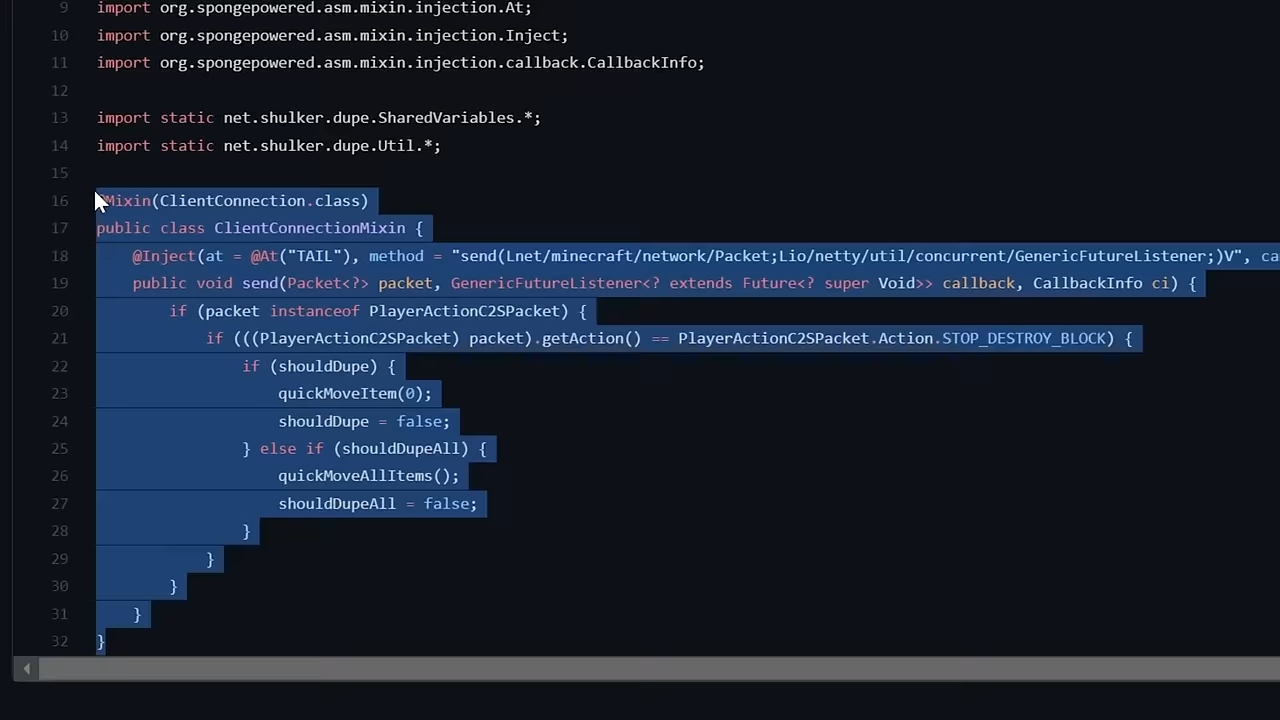 9 import org.spongepowered.asm.mixin.injection.At;
10 import org.spongepowered.asm.mixin.injection.Inject;
11 import org.spongepowered.asm.mixin.injection.callback.CallbackInfo;
12
13 import static net.shulker.dupe.SharedVariables.*;
14 import static net.shulker.dupe.Util.*;
15
16 @Mixin(ClientConnection.class)
17 public class ClientConnectionMixin {
18 @Inject(at = @At("TAIL"), method = "send(Lnet/minecraft/network/Packet;Lio/netty/util/concurrent/GenericFutureListener;)V", ca
19 public void send(Packet<?> packet, GenericFutureListener<? extends Future<? super Void>> callback, CallbackInfo ci) {
20 if (packet instanceof PlayerActionC2SPacket) {
21 if (((PlayerActionC2SPacket) packet).getAction() == PlayerActionC2SPacket.Action.STOP_DESTROY_BLOCK) {
22 if (shouldDupe) {
23 quickMoveItem(0);
24 shouldDupe = false;
25 } else if (shouldDupeAll) {
26 quickMoveAllItems();
27 shouldDupeAll = false;
28 }
29 }
30 }
31 }
32 }